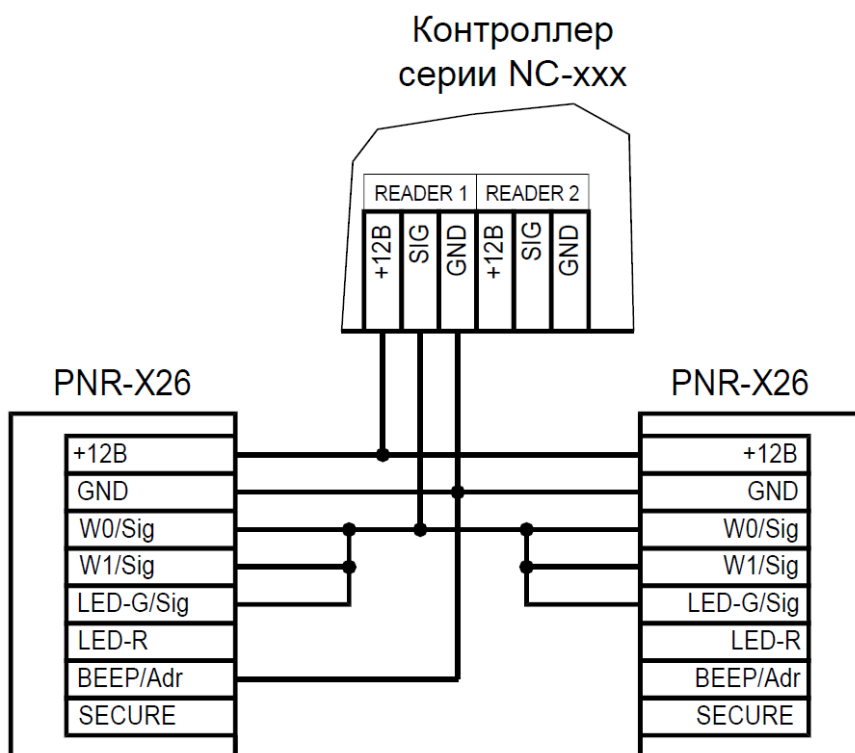 Контроллер
серии NC-xxx
READER 1 READER 2
+12В SIG GND +12В SIG GND
PNR-X26 PNR-X26
+12В +12В
GND GND
W0/Sig W0/Sig
W1/Sig W1/Sig
LED-G/Sig LED-G/Sig
LED-R LED-R
BEEP/Adr BEEP/Adr
SECURE SECURE